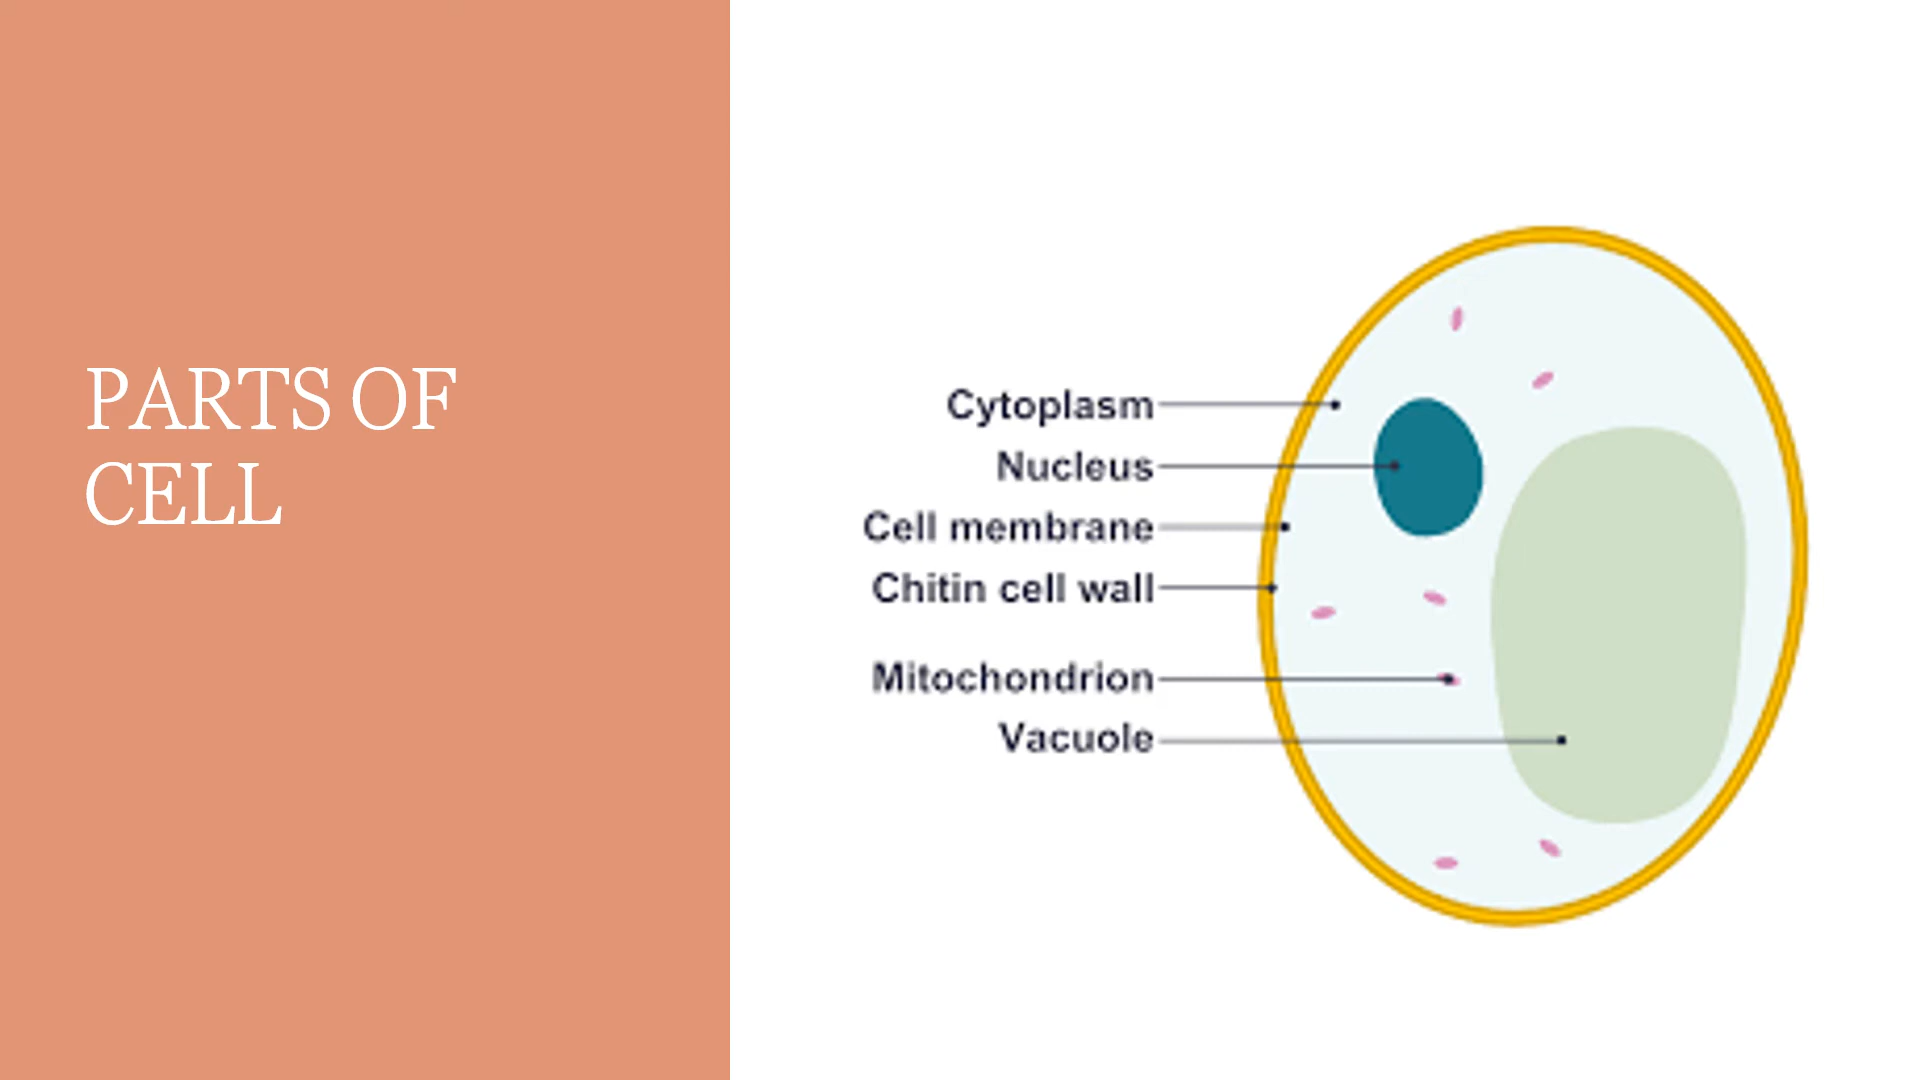 PARTS OF
CELL
Cytoplasm
Nucleus
Cell membrane
Chitin cell wall
Mitochondrion
Vacuole